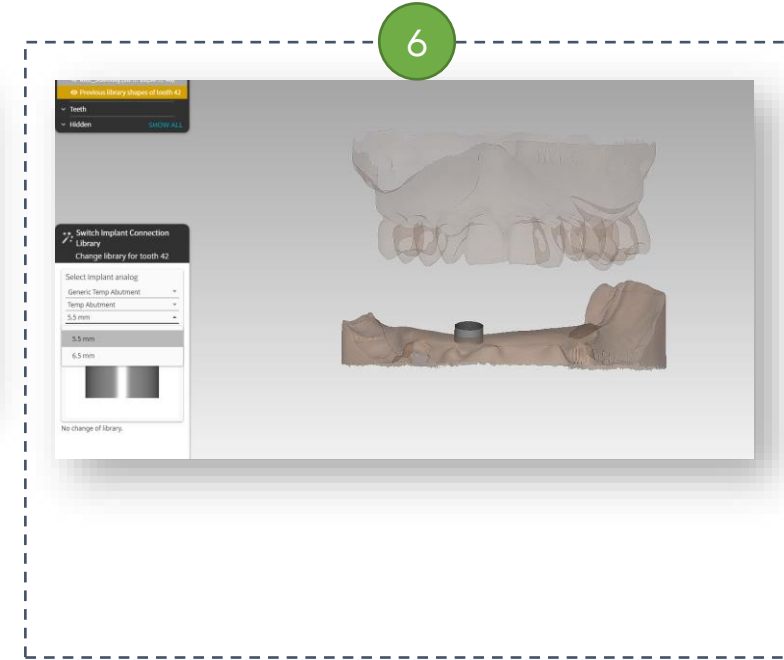 6
Previous library shapes of tooth 42
Teeth
Hidden SHOW ALL
Switch Implant Connection
Library
Change library for tooth 42
Select implant analog
Generic Temp Abutment
Temp Abutment
5.5 mm
5.5 mm
6.5 mm
No change of library.